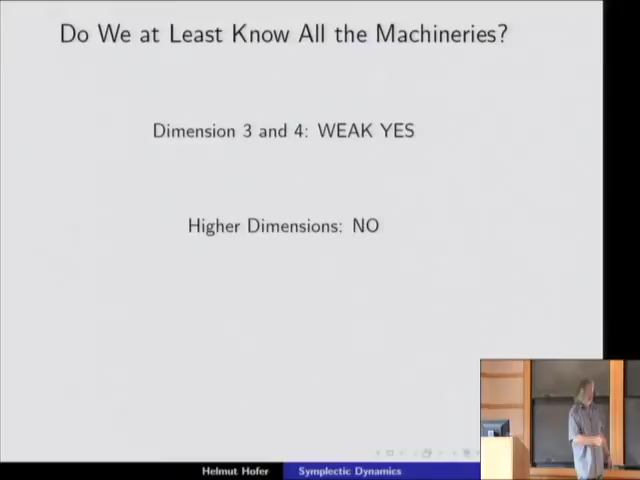 Do We at Least Know All the Machineries?
Dimension 3 and 4: WEAK YES
Higher Dimensions: NO
Helmut Hofer Symplectic Dynamics